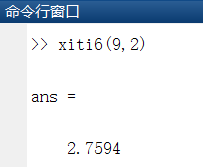 命令行窗口
>> xiti6(9,2)
ans =
2.7594